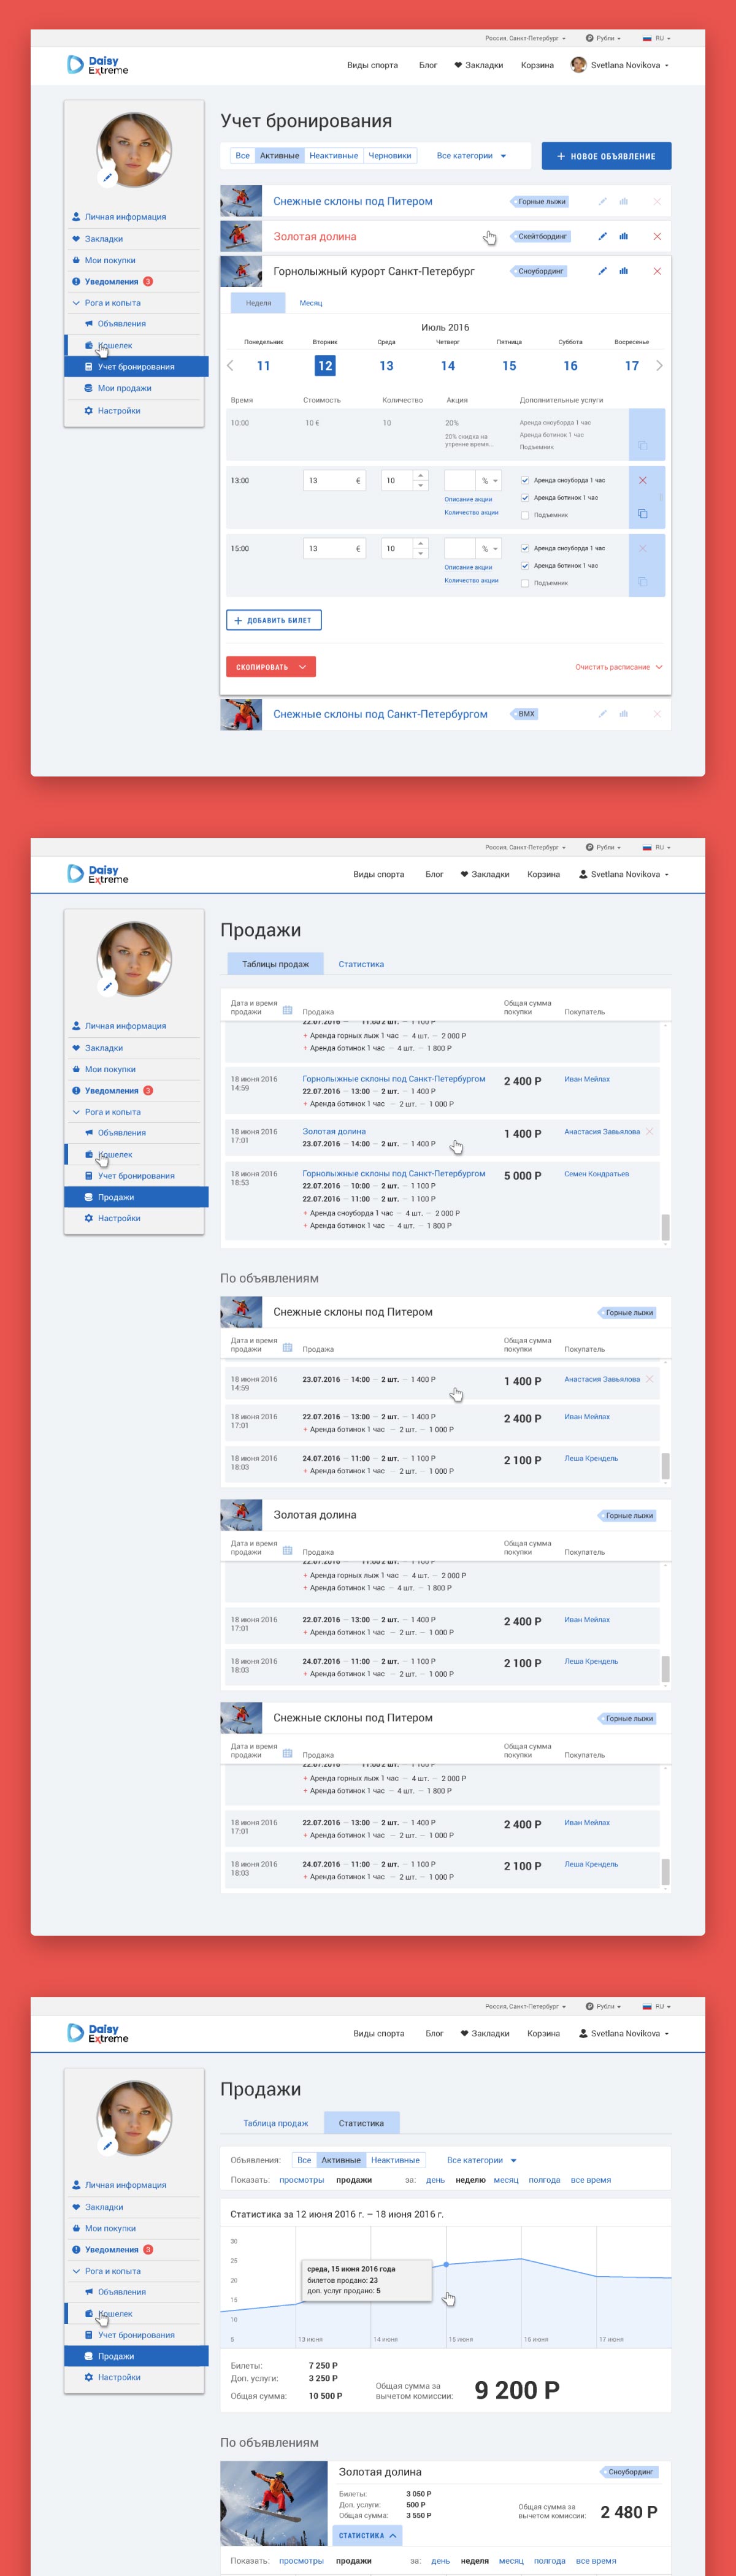 Россия, Санкт-Петербург Рубли RU
Daisy Extreme
Виды спорта Блог Закладки Корзина Svetlana Novikova
Личная информация
Закладки
Мои покупки
Уведомления 3
Рога и копыта
Объявления
Кошелек
Учет бронирования
Мои продажи
Настройки
Учет бронирования
Все Активные Неактивные Черновики Все категории
+ НОВОЕ ОБЪЯВЛЕНИЕ
Снежные склоны под Питером Горные лыжи
Золотая долина Скейтбординг
Горнолыжный курорт Санкт-Петербург Сноубординг
Неделя Месяц
Июль 2016
Понедельник Вторник Среда Четверг Пятница Суббота Воскресенье
11 12 13 14 15 16 17
Время Стоимость Количество Акция Дополнительные услуги
10:00 10 € 10 20% Аренда сноуборда 1 час
20% скидка на Аренда ботинок 1 час
утренне время... Подъемник
13:00 13 € 10 % Аренда сноуборда 1 час
Описание акции Аренда ботинок 1 час
Количество акции Подъемник
15:00 13 € 10 % Аренда сноуборда 1 час
Описание акции Аренда ботинок 1 час
Количество акции Подъемник
+ ДОБАВИТЬ БИЛЕТ
СКОПИРОВАТЬ Очистить расписание
Снежные склоны под Санкт-Петербургом BMX
Россия, Санкт-Петербург Рубли RU
Daisy Extreme
Виды спорта Блог Закладки Корзина Svetlana Novikova
Личная информация
Закладки
Мои покупки
Уведомления 3
Рога и копыта
Объявления
Кошелек
Учет бронирования
Продажи
Настройки
Продажи
Таблицы продаж Статистика
Дата и время продажи Продажа Общая сумма покупки Покупатель
22.07.2016 — 11:00 2 шт. — 1 100 Р
+ Аренда горных лыж 1 час — 4 шт. — 2 000 Р
+ Аренда ботинок 1 час — 4 шт. — 1 800 Р
18 июня 2016 14:59 Горнолыжные склоны под Санкт-Петербургом 2 400 Р Иван Мейлах
22.07.2016 — 13:00 — 2 шт. — 1 400 Р
+ Аренда ботинок 1 час — 2 шт. — 1 000 Р
18 июня 2016 17:01 Золотая долина 1 400 Р Анастасия Завьялова
23.07.2016 — 14:00 — 2 шт. — 1 400 Р
18 июня 2016 18:53 Горнолыжные склоны под Санкт-Петербургом 5 000 Р Семен Кондратьев
22.07.2016 — 10:00 — 2 шт. — 1 100 Р
22.07.2016 — 11:00 — 2 шт. — 1 100 Р
+ Аренда сноуборда 1 час — 4 шт. — 2 000 Р
+ Аренда ботинок 1 час — 4 шт. — 1 800 Р
По объявлениям
Снежные склоны под Питером Горные лыжи
Дата и время продажи Продажа Общая сумма покупки Покупатель
18 июня 2016 14:59 23.07.2016 — 14:00 — 2 шт. — 1 400 Р 1 400 Р Анастасия Завьялова
18 июня 2016 17:01 22.07.2016 — 13:00 — 2 шт. — 1 400 Р 2 400 Р Иван Мейлах
+ Аренда ботинок 1 час — 2 шт. — 1 000 Р
18 июня 2016 18:03 24.07.2016 — 11:00 — 2 шт. — 1 100 Р 2 100 Р Леша Крендель
+ Аренда ботинок 1 час — 2 шт. — 1 000 Р
Золотая долина Горные лыжи
Дата и время продажи Продажа Общая сумма покупки Покупатель
22.07.2016 — 11:00 2 шт. — 1 100 Р
+ Аренда горных лыж 1 час — 4 шт. — 2 000 Р
+ Аренда ботинок 1 час — 4 шт. — 1 800 Р
18 июня 2016 17:01 22.07.2016 — 13:00 — 2 шт. — 1 400 Р 2 400 Р Иван Мейлах
+ Аренда ботинок 1 час — 2 шт. — 1 000 Р
18 июня 2016 18:03 24.07.2016 — 11:00 — 2 шт. — 1 100 Р 2 100 Р Леша Крендель
+ Аренда ботинок 1 час — 2 шт. — 1 000 Р
Снежные склоны под Питером Горные лыжи
Дата и время продажи Продажа Общая сумма покупки Покупатель
22.07.2016 — 11:00 2 шт. — 1 100 Р
+ Аренда горных лыж 1 час — 4 шт. — 2 000 Р
+ Аренда ботинок 1 час — 4 шт. — 1 800 Р
18 июня 2016 17:01 22.07.2016 — 13:00 — 2 шт. — 1 400 Р 2 400 Р Иван Мейлах
+ Аренда ботинок 1 час — 2 шт. — 1 000 Р
18 июня 2016 18:03 24.07.2016 — 11:00 — 2 шт. — 1 100 Р 2 100 Р Леша Крендель
+ Аренда ботинок 1 час — 2 шт. — 1 000 Р
Россия, Санкт-Петербург Рубли RU
Daisy Extreme
Виды спорта Блог Закладки Корзина Svetlana Novikova
Личная информация
Закладки
Мои покупки
Уведомления 3
Рога и копыта
Объявления
Кошелек
Учет бронирования
Продажи
Настройки
Продажи
Таблица продаж Статистика
Объявления: Все Активные Неактивные Все категории
Показать: просмотры продажи за: день неделю месяц полгода все время
Статистика за 12 июня 2016 г. – 18 июня 2016 г.
30
25
20
15
10
5 13 июня 14 июня 15 июня 16 июня 17 июня
среда, 15 июня 2016 года
билетов продано: 23
доп. услуг продано: 5
Билеты: 7 250 Р
Доп. услуги: 3 250 Р
Общая сумма: 10 500 Р
Общая сумма за вычетом комиссии: 9 200 Р
По объявлениям
Золотая долина Сноубординг
Билеты: 3 050 Р
Доп. услуги: 500 Р
Общая сумма: 3 550 Р
Общая сумма за вычетом комиссии: 2 480 Р
СТАТИСТИКА
Показать: просмотры продажи за: день неделя месяц полгода все время